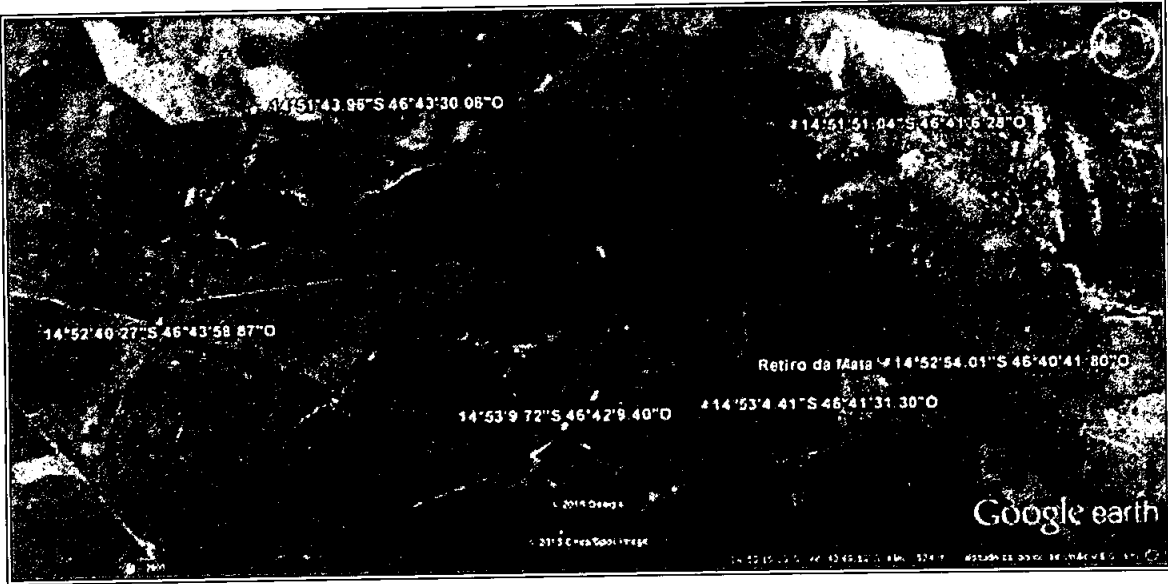 14°51'43.96"S 46°43'30.06"O
14°51'51.04"S 46°41'6.28"O
14°52'40.27"S 46°43'58.87"O
Retiro da Mata 14°52'54.01"S 46°40'41.80"O
14°53'9.72"S 46°42'9.40"O
14°53'4.41"S 46°41'31.30"O
© 2015 Google
© 2015 Cnes/Spot Image
Google earth